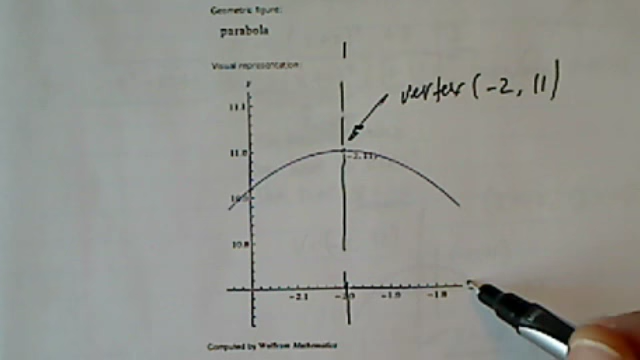 Geometric figure:
parabola
Visual representation:
y
11.1
vertex (-2, 11)
11.0
(-2, 11)
10.9
10.8
-2.1
-2.0
-1.9
-1.8
Computed by Wolfram Mathematica